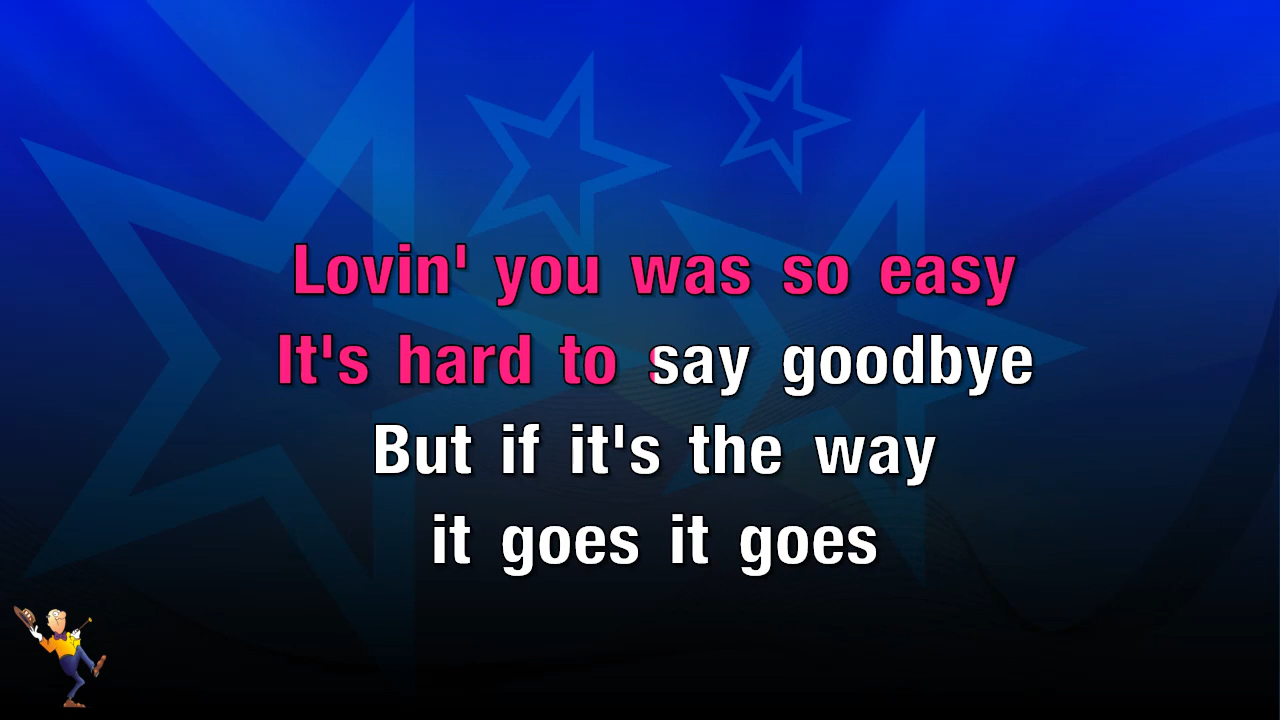 Lovin' you was so easy
It's hard to say goodbye
But if it's the way
it goes it goes